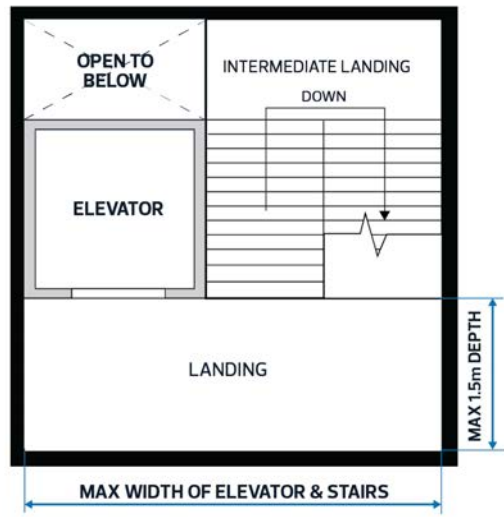 OPEN TO
BELOW
INTERMEDIATE LANDING
DOWN
ELEVATOR
LANDING
MAX 1.5m DEPTH
MAX WIDTH OF ELEVATOR & STAIRS